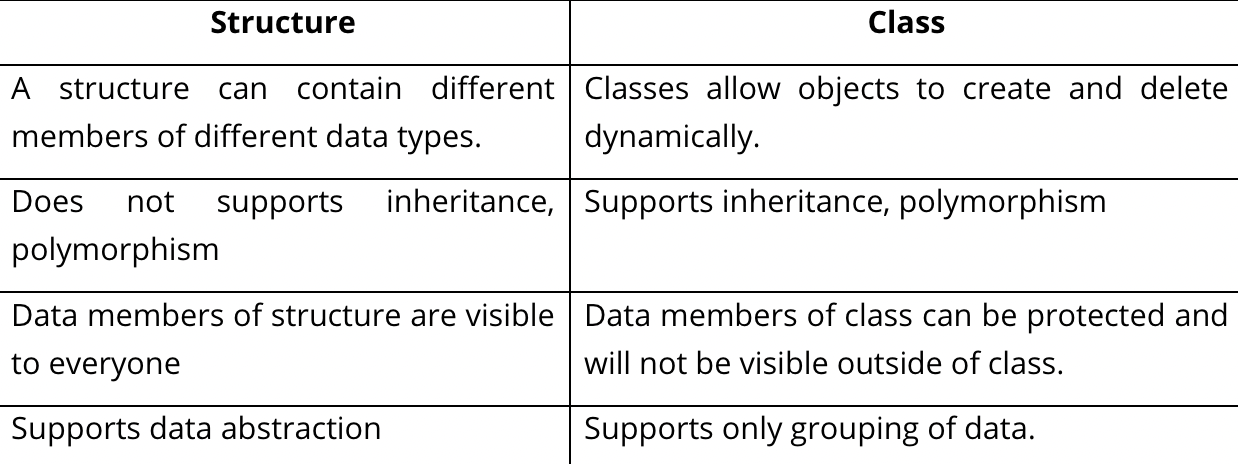 Structure
Class
A structure can contain different
members of different data types.
Classes allow objects to create and delete
dynamically.
Does not supports inheritance,
polymorphism
Supports inheritance, polymorphism
Data members of structure are visible
to everyone
Data members of class can be protected and
will not be visible outside of class.
Supports data abstraction
Supports only grouping of data.